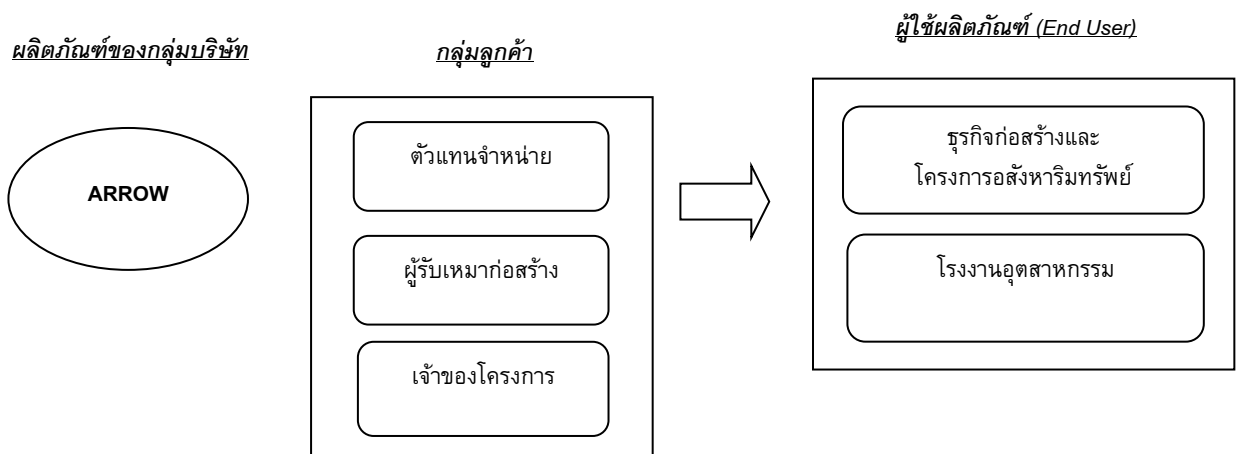 ผลิตภัณฑ์ของกลุ่มบริษัท
ARROW
กลุ่มลูกค้า
ตัวแทนจำหน่าย
ผู้รับเหมาก่อสร้าง
เจ้าของโครงการ
ผู้ใช้ผลิตภัณฑ์ (End User)
ธุรกิจก่อสร้างและ
โครงการอสังหาริมทรัพย์
โรงงานอุตสาหกรรม